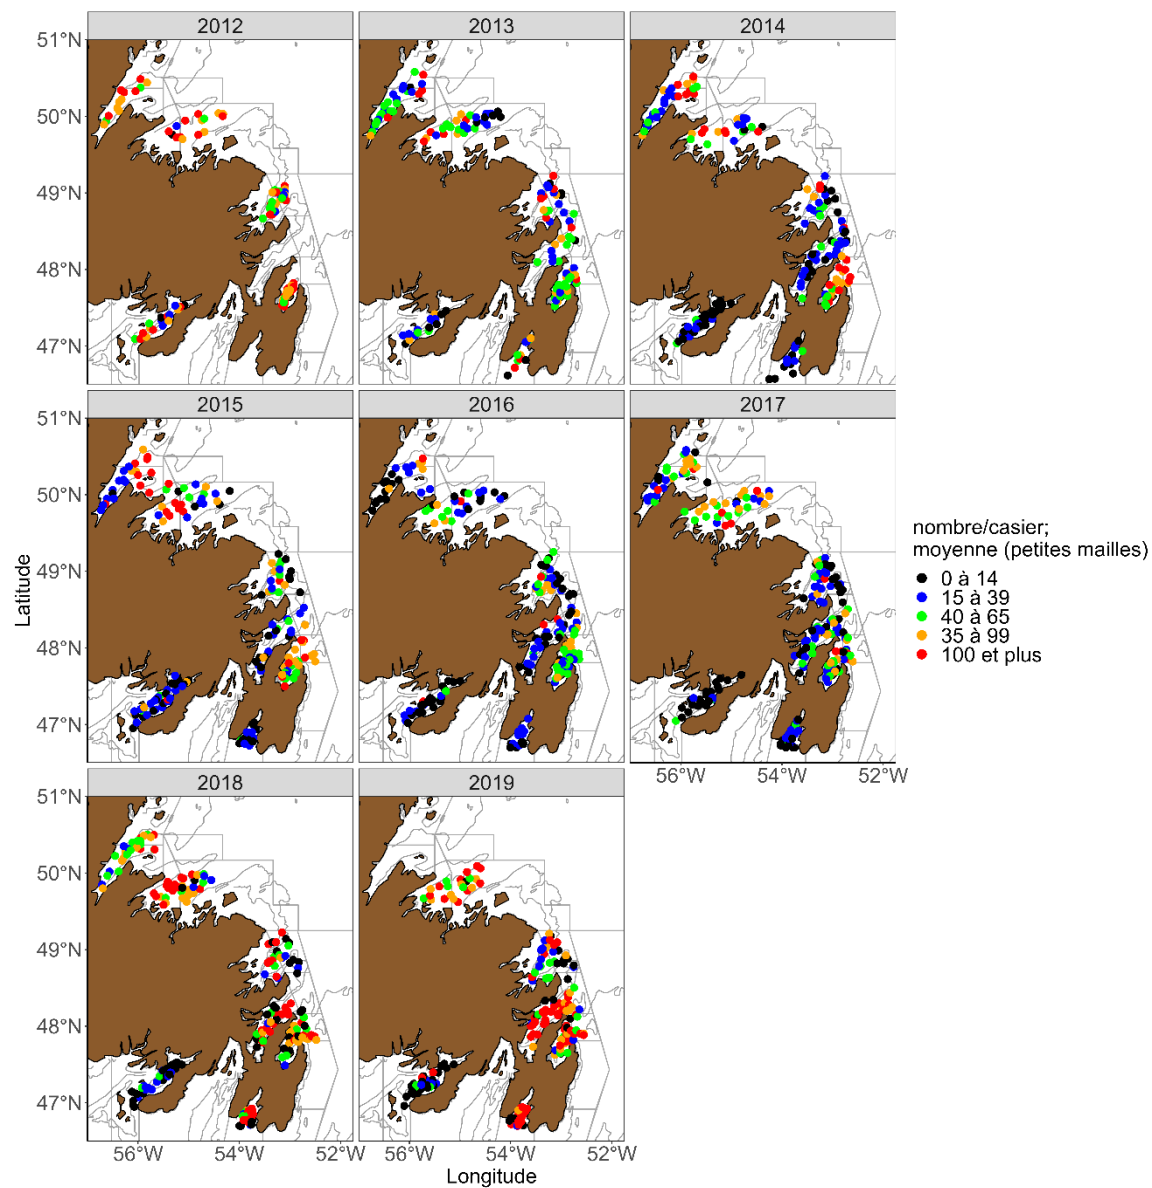 2012 2013 2014
51°N
50°N
49°N
48°N
47°N
2015 2016 2017
51°N
50°N
49°N
48°N
47°N
Latitude
nombre/casier;
moyenne (petites mailles)
0 à 14
15 à 39
40 à 65
35 à 99
100 et plus
56°W 54°W 52°W
2018 2019
51°N
50°N
49°N
48°N
47°N
56°W 54°W 52°W 56°W 54°W 52°W
Longitude